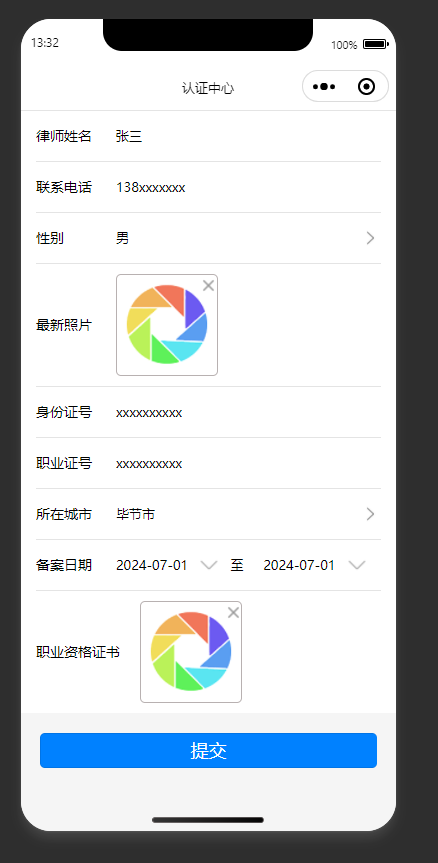 13:32
100%
认证中心
律师姓名 张三
联系电话 138xxxxxxx
性别 男
最新照片
身份证号 xxxxxxxxxx
职业证号 xxxxxxxxxx
所在城市 毕节市
备案日期 2024-07-01 至 2024-07-01
职业资格证书
提交